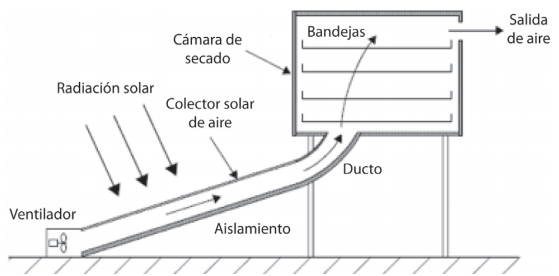 Bandejas
Salida
de aire
Cámara de
secado
Radiación solar
Colector solar
de aire
Ducto
Ventilador
Aislamiento